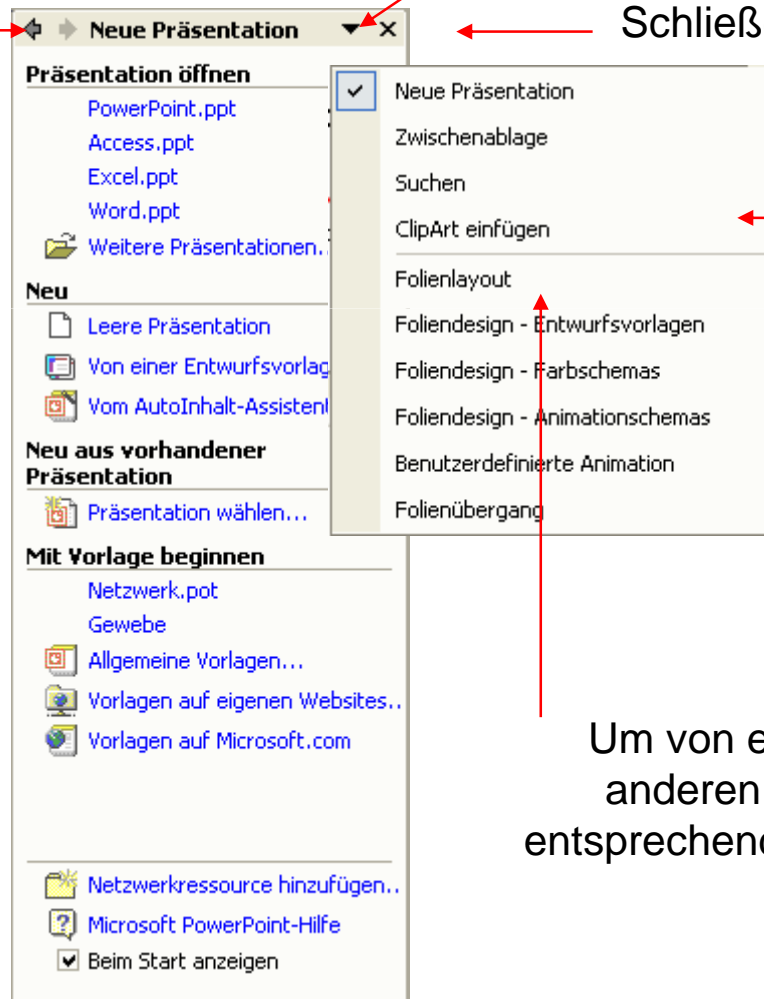 Neue Präsentation
Schließ
Präsentation öffnen
PowerPoint.ppt
Access.ppt
Excel.ppt
Word.ppt
Weitere Präsentationen.
Neu
Leere Präsentation
Von einer Entwurfsvorlag
Vom AutoInhalt-Assistent
Neu aus vorhandener
Präsentation
Präsentation wählen...
Mit Vorlage beginnen
Netzwerk.pot
Gewebe
Allgemeine Vorlagen...
Vorlagen auf eigenen Websites..
Vorlagen auf Microsoft.com
Netzwerkressource hinzufügen..
Microsoft PowerPoint-Hilfe
Beim Start anzeigen
Neue Präsentation
Zwischenablage
Suchen
ClipArt einfügen
Folienlayout
Foliendesign - Entwurfsvorlagen
Foliendesign - Farbschemas
Foliendesign - Animationschemas
Benutzerdefinierte Animation
Folienübergang
Um von e
anderen
entsprechend